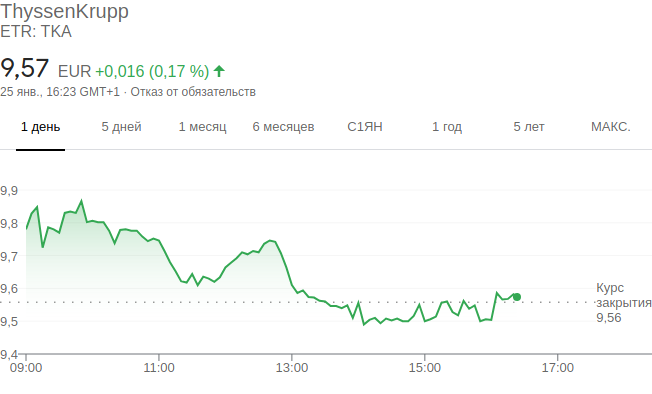 ThyssenKrupp
ETR: TKA
9,57 EUR +0,016 (0,17 %)
25 янв., 16:23 GMT+1 · Отказ от обязательств
1 день 5 дней 1 месяц 6 месяцев С1ЯН 1 год 5 лет МАКС.
9,9
9,8
9,7
9,6
9,5
9,4
Курс
закрытия
9,56
09:00 11:00 13:00 15:00 17:00